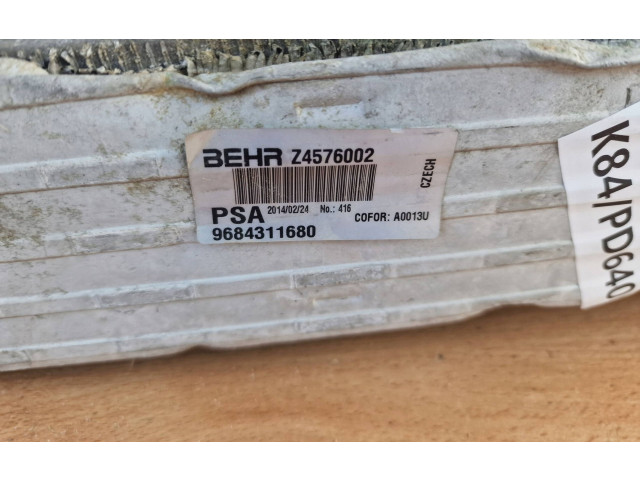 BEHR Z4576002
CZECH
PSA 2014/02/24 No.: 416 COFOR: A0013U
9684311680
K84/PD640